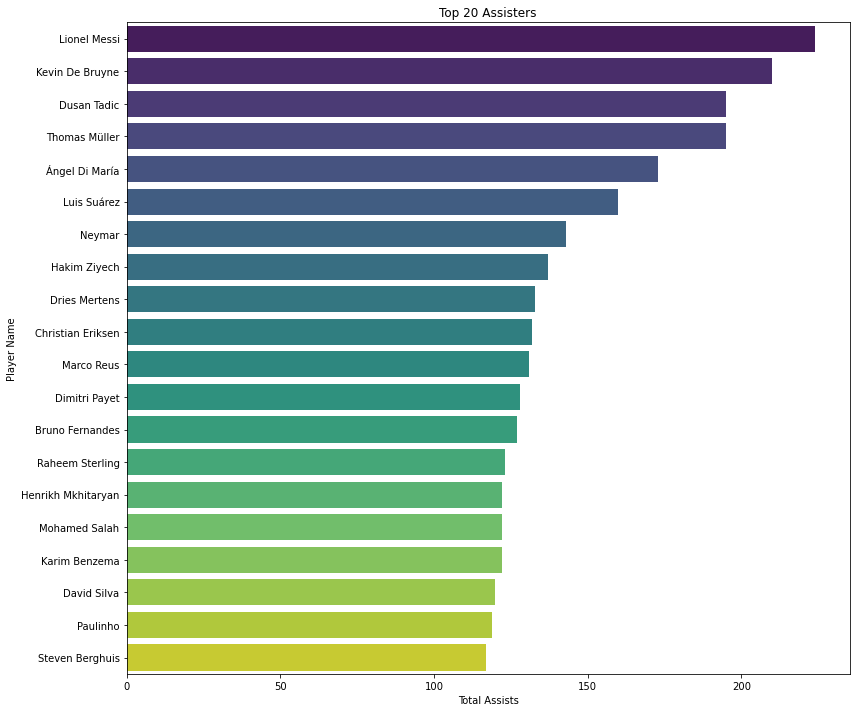 Top 20 Assisters
Player Name
Lionel Messi
Kevin De Bruyne
Dusan Tadic
Thomas Müller
Ángel Di María
Luis Suárez
Neymar
Hakim Ziyech
Dries Mertens
Christian Eriksen
Marco Reus
Dimitri Payet
Bruno Fernandes
Raheem Sterling
Henrikh Mkhitaryan
Mohamed Salah
Karim Benzema
David Silva
Paulinho
Steven Berghuis
0 50 100 150 200
Total Assists